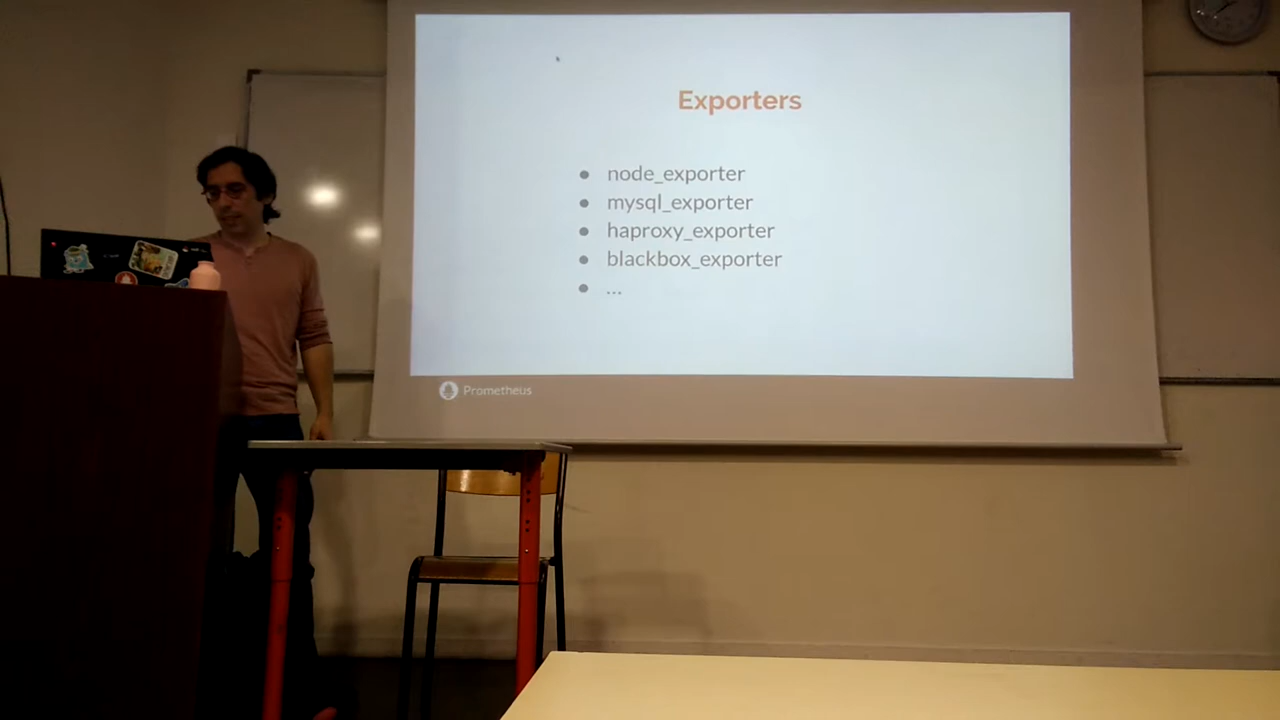 Exporters
● node_exporter
● mysql_exporter
● haproxy_exporter
● blackbox_exporter
● ...
Prometheus